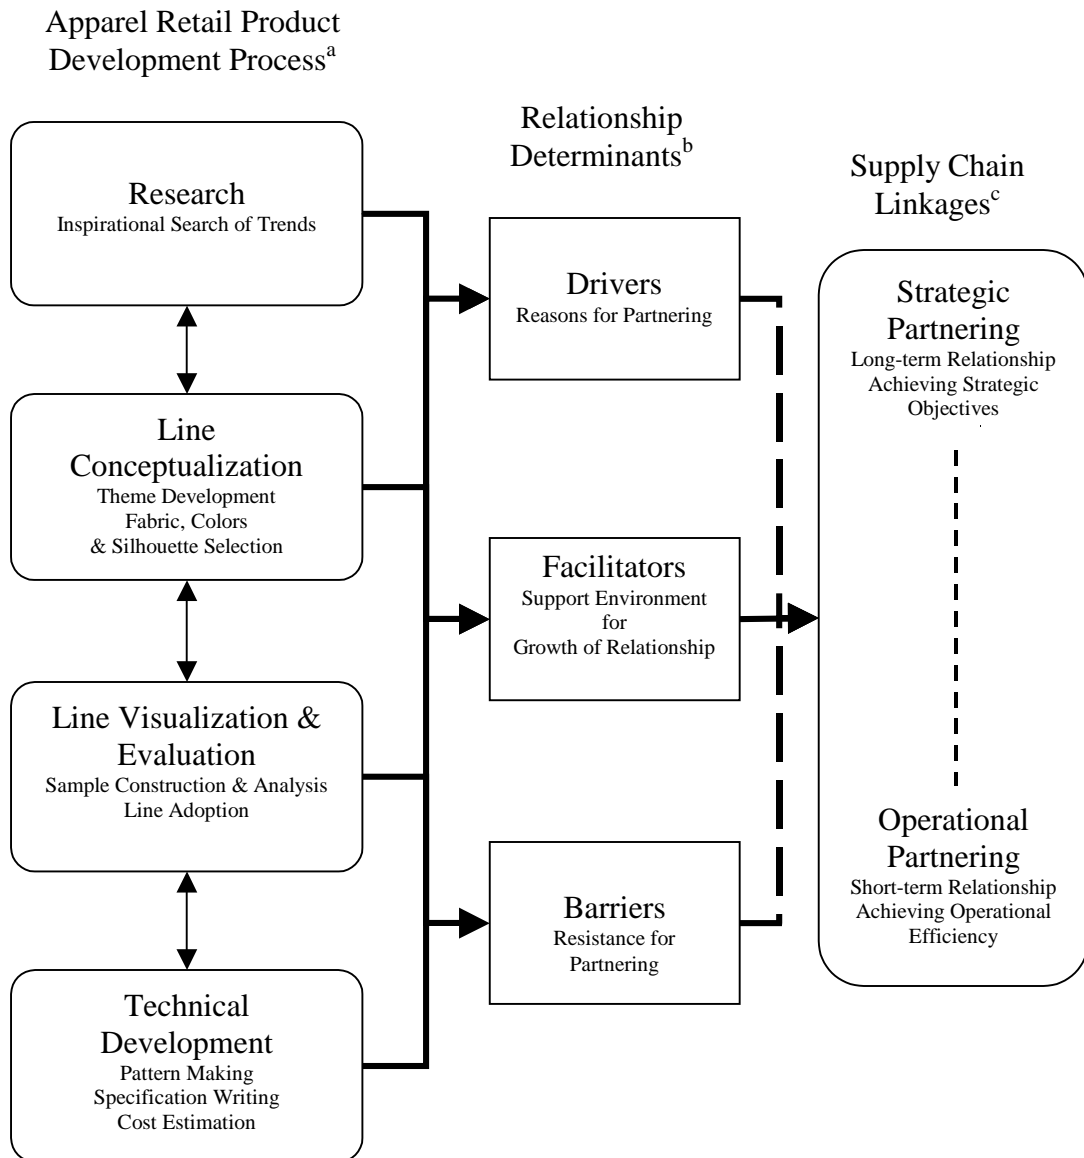 Apparel Retail Product
Development Processᵃ
Research
Inspirational Search of Trends
Line
Conceptualization
Theme Development
Fabric, Colors
& Silhouette Selection
Line Visualization &
Evaluation
Sample Construction & Analysis
Line Adoption
Technical
Development
Pattern Making
Specification Writing
Cost Estimation
Relationship
Determinantsᵇ
Drivers
Reasons for Partnering
Facilitators
Support Environment
for
Growth of Relationship
Barriers
Resistance for
Partnering
Supply Chain
Linkagesᶜ
Strategic
Partnering
Long-term Relationship
Achieving Strategic
Objectives
Operational
Partnering
Short-term Relationship
Achieving Operational
Efficiency